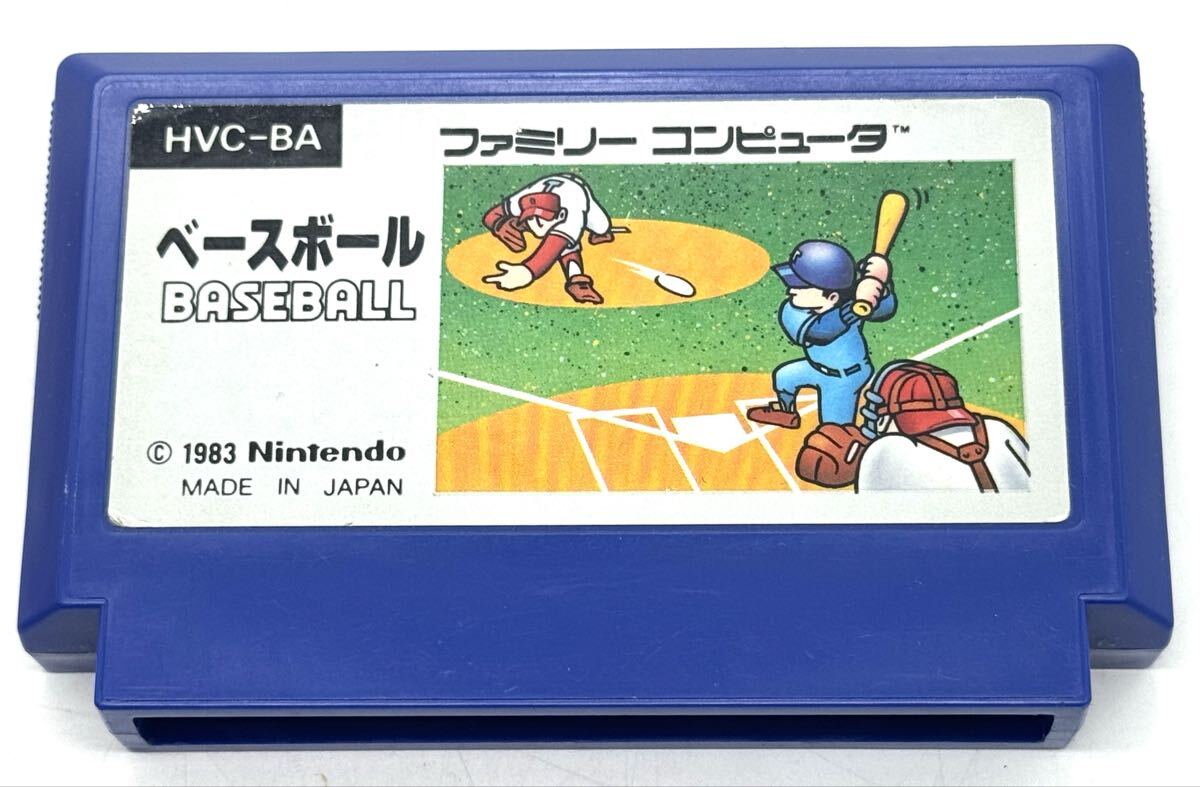 HVC-BA
ファミリー コンピュータ™
ベースボール
BASEBALL
© 1983 Nintendo
MADE IN JAPAN